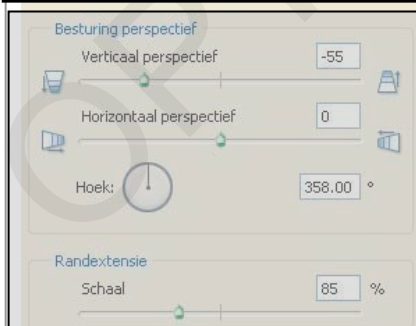 Besturing perspectief
Verticaal perspectief -55
Horizontaal perspectief 0
Hoek: 358.00 °
Randextensie
Schaal 85 %